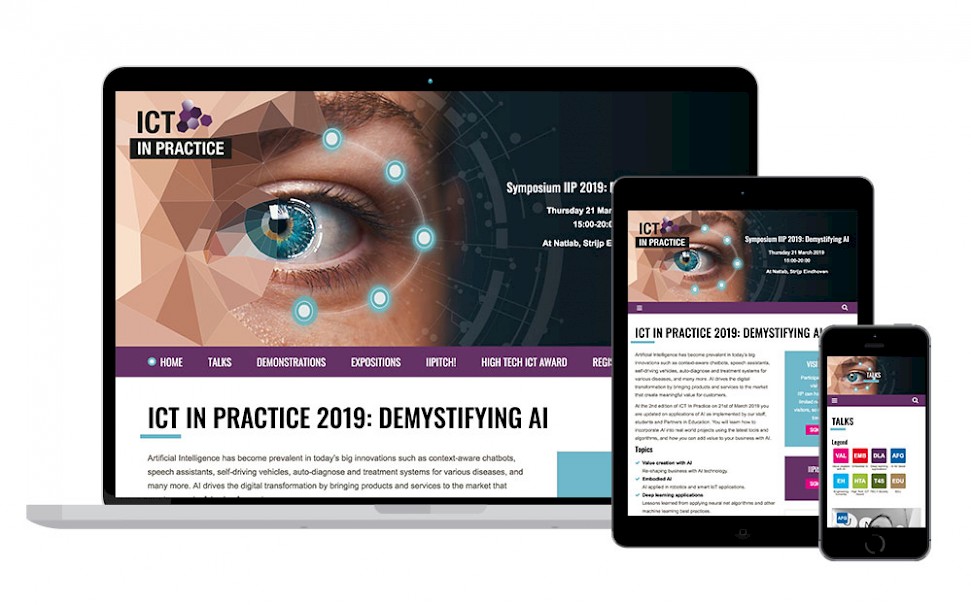 ICT
IN PRACTICE
Symposium IIP 2019:
Thursday 21 Mar
15:00-20:0
At Natlab, Strijp E
HOME TALKS DEMONSTRATIONS EXPOSITIONS IIPITCH! HIGH TECH ICT AWARD REGIS
ICT IN PRACTICE 2019: DEMYSTIFYING AI
Artificial Intelligence has become prevalent in today's big innovations such as context-aware chatbots,
speech assistants, self-driving vehicles, auto-diagnose and treatment systems for various diseases, and
many more. AI drives the digital transformation by bringing products and services to the market that
ICT
IN PRACTICE
Symposium IIP 2019: Demystifying AI
Thursday 21 March 2019
15:00-20:00
At Natlab, Strijp Eindhoven
ICT IN PRACTICE 2019: DEMYSTIFYING AI
Artificial Intelligence has become prevalent in today's big
innovations such as context-aware chatbots, speech assistants,
self-driving vehicles, auto-diagnose and treatment systems for
various diseases, and many more. AI drives the digital
transformation by bringing products and services to the market
that create meaningful value for customers.
At the 2nd edition of ICT in Practice on 21st of March 2019 you
are updated on applications of AI as implemented by our staff,
students and Partners in Education. You will learn how to
incorporate AI into real world projects using the latest tools and
algorithms, and how you can add value to your business with AI.
Topics
Value creation with AI
Re-shaping business with AI technology
Embodied AI
AI applied in robotics and smart IoT applications.
Deep learning applications
Lessons learned from applying neural net algorithms and other
machine learning best practices.
TALKS
TALKS
Legend
VAL EMB DLA AFG
EH HTA T4S EDU
AFG